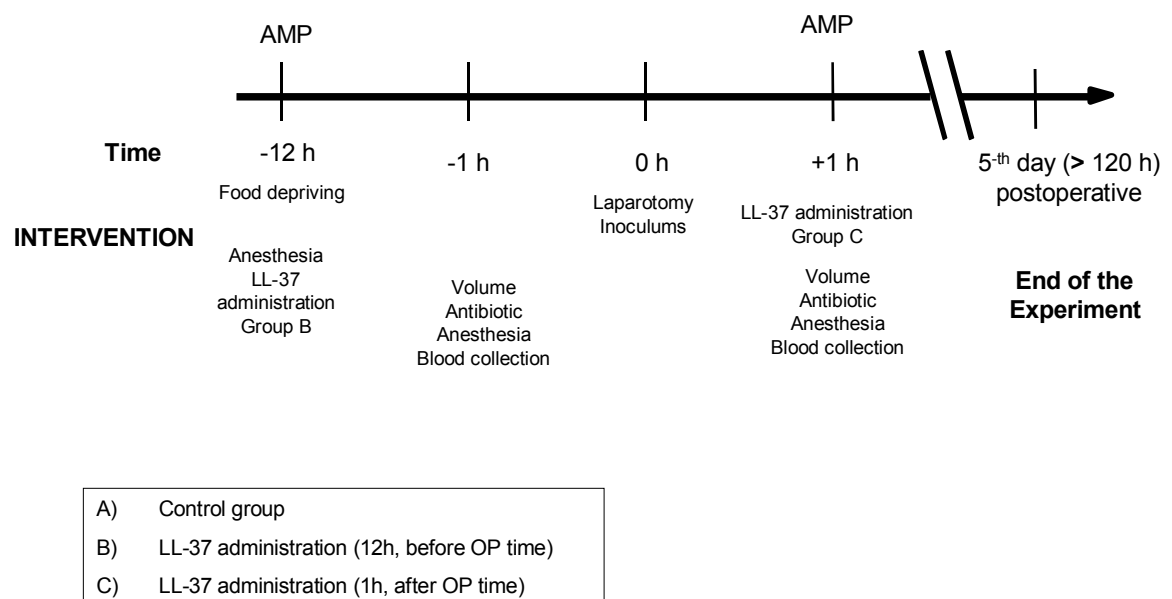 AMP
AMP
Time
-12 h
-1 h
0 h
+1 h
5-th day (> 120 h)
postoperative
INTERVENTION
Food depriving
Anesthesia
LL-37
administration
Group B
Volume
Antibiotic
Anesthesia
Blood collection
Laparotomy
Inoculums
LL-37 administration
Group C
Volume
Antibiotic
Anesthesia
Blood collection
End of the
Experiment
A) Control group
B) LL-37 administration (12h, before OP time)
C) LL-37 administration (1h, after OP time)